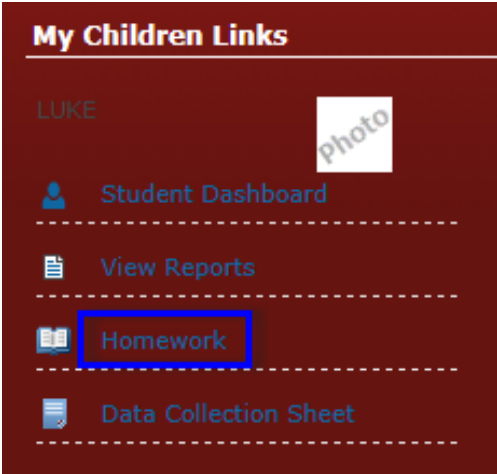 My Children Links
LUKE
photo
Student Dashboard
View Reports
Homework
Data Collection Sheet